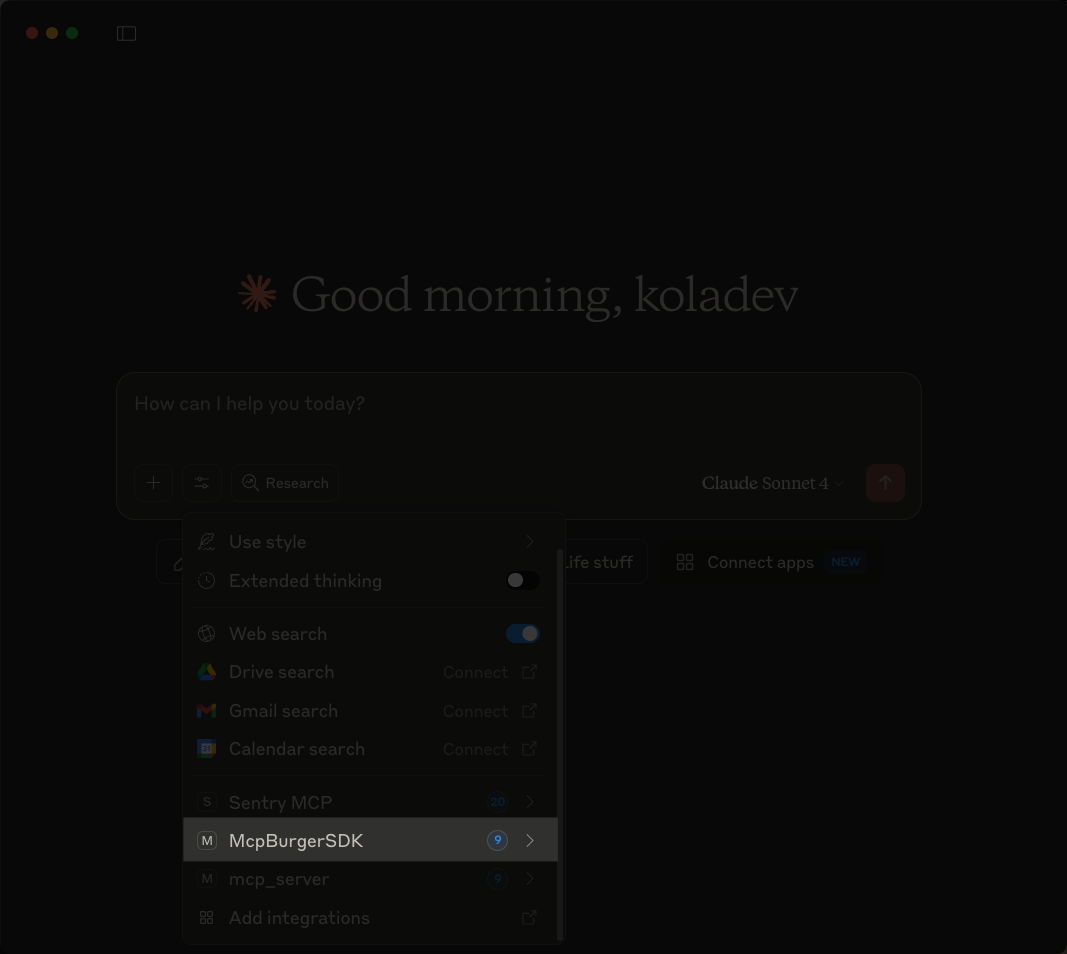 Good morning, koladev
How can I help you today?
Research
Claude Sonnet 4
Use style
Life stuff
Connect apps NEW
Extended thinking
Web search
Drive search Connect
Gmail search Connect
31
Calendar search Connect
S Sentry MCP 20
M McpBurgerSDK 9
M mcp_server 9
Add integrations